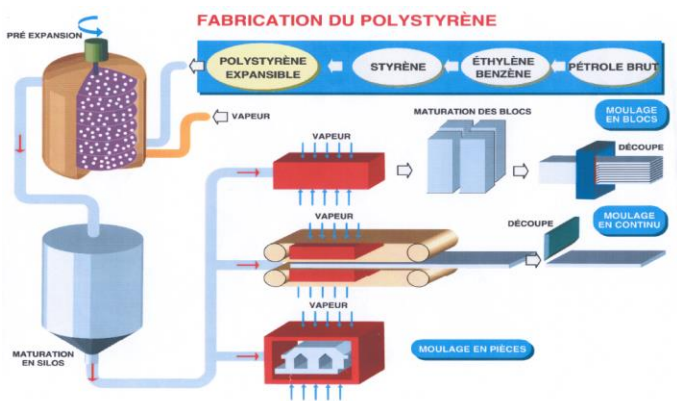 FABRICATION DU POLYSTYRÈNE
PRÉ EXPANSION
POLYSTYRÈNE
EXPANSIBLE
STYRÈNE
ÉTHYLÈNE
BENZÈNE
PÉTROLE BRUT
VAPEUR
MATURATION DES BLOCS
MOULAGE
EN BLOCS
VAPEUR
DÉCOUPE
VAPEUR
DÉCOUPE
MOULAGE
EN CONTINU
VAPEUR
MATURATION
EN SILOS
MOULAGE EN PIÈCES